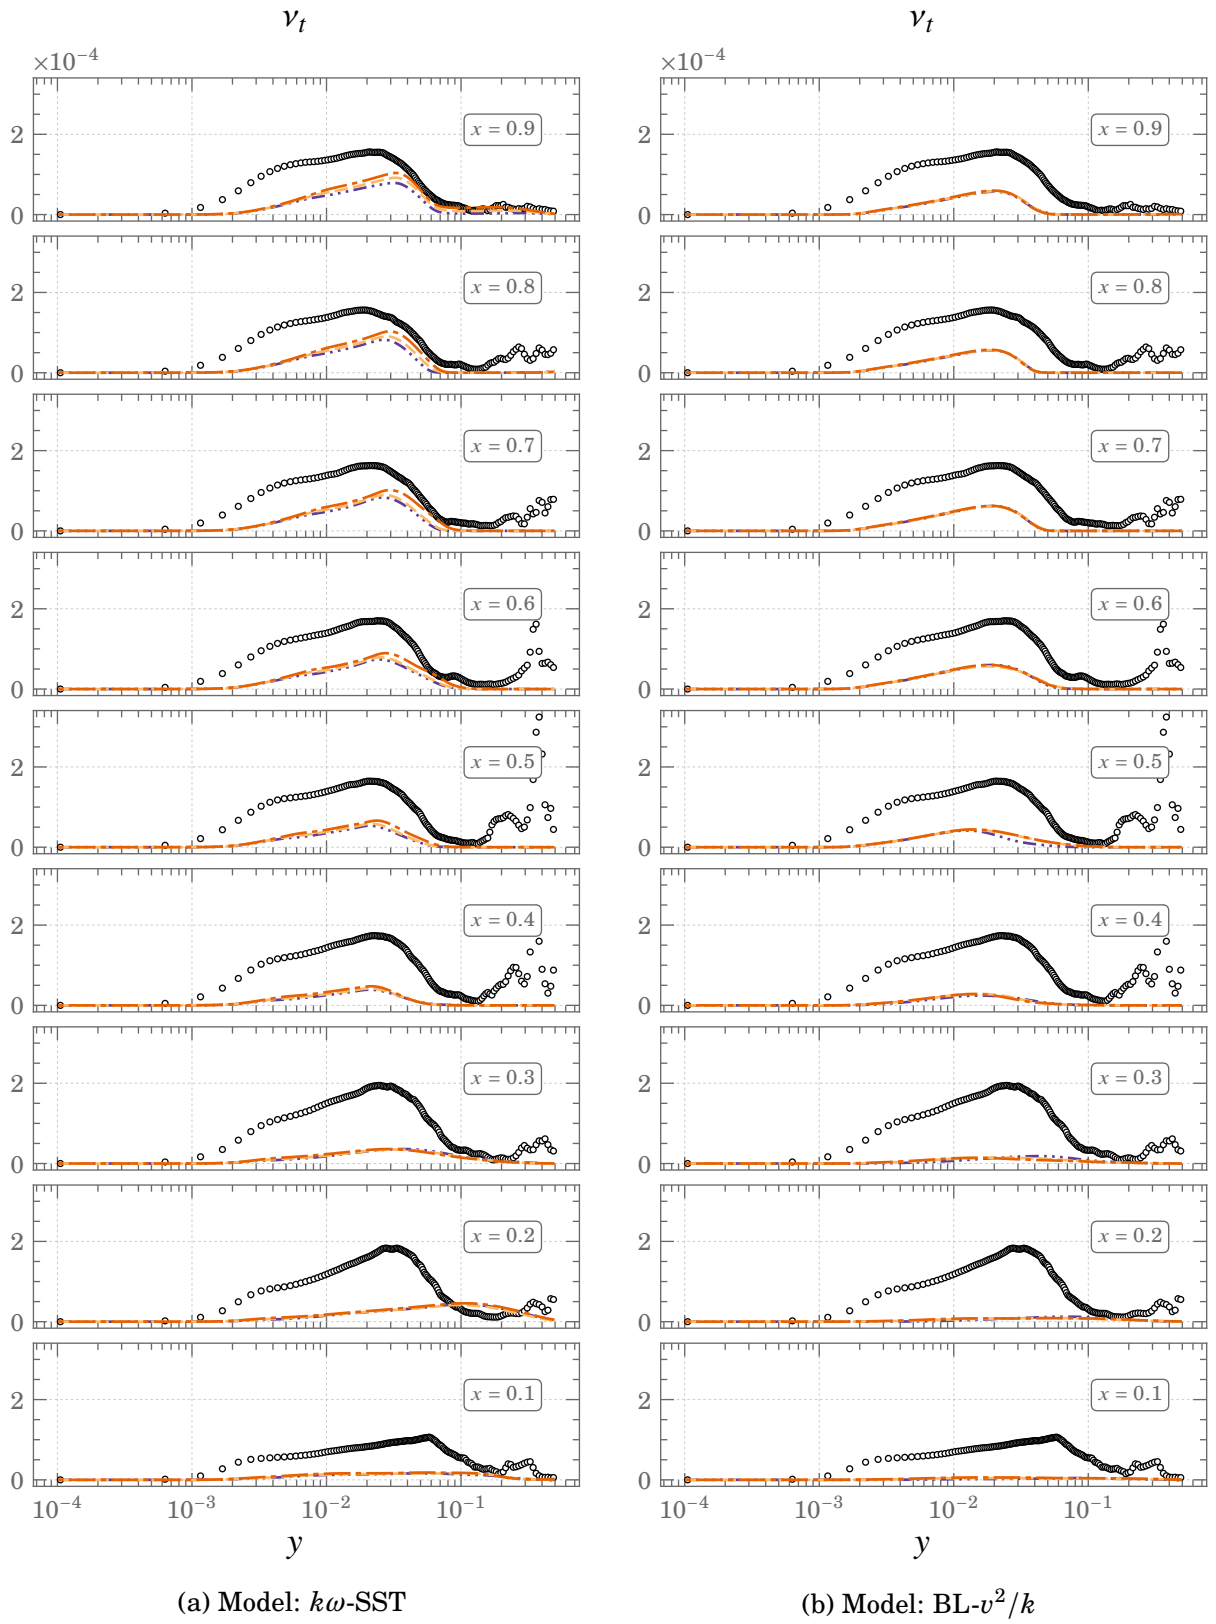 ν_t ν_t
×10⁻⁴ ×10⁻⁴
2 x = 0.9 2 x = 0.9
0 0
2 x = 0.8 2 x = 0.8
0 0
2 x = 0.7 2 x = 0.7
0 0
2 x = 0.6 2 x = 0.6
0 0
2 x = 0.5 2 x = 0.5
0 0
2 x = 0.4 2 x = 0.4
0 0
2 x = 0.3 2 x = 0.3
0 0
2 x = 0.2 2 x = 0.2
0 0
2 x = 0.1 2 x = 0.1
0 0
10⁻⁴ 10⁻³ 10⁻² 10⁻¹ 10⁻⁴ 10⁻³ 10⁻² 10⁻¹
y y
(a) Model: kω-SST (b) Model: BL-v²/k